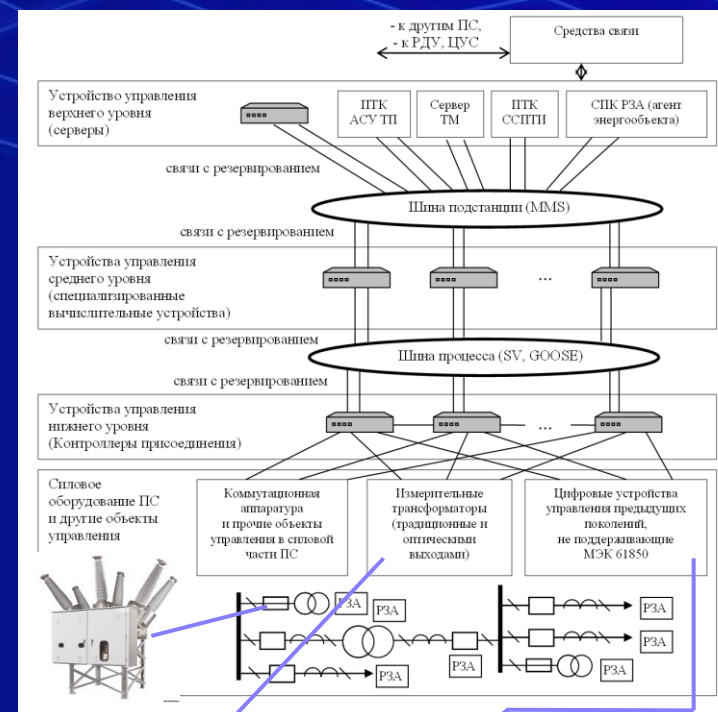 - к другим ПС,
- к РДУ, ЦУС
Средства связи
Устройство управления
верхнего уровня
(серверы)
ПТК
АСУ ТП
Сервер
ТМ
ПТК
ССПТИ
СПК РЗА (агент
энергообъекта)
связи с резервированием
Шина подстанции (MMS)
связи с резервированием
Устройства управления
среднего уровня
(специализированные
вычислительные устройства)
...
связи с резервированием
Шина процесса (SV, GOOSE)
связи с резервированием
Устройства управления
нижнего уровня
(Контроллеры присоединения)
...
Силовое
оборудование ПС
и другие объекты
управления
Коммутационная
аппаратура
и прочие объекты
управления в силовой
части ПС
Измерительные
трансформаторы
(традиционные и
оптическими
выходами)
Цифровые устройства
управления предыдущих
поколений,
не поддерживающие
МЭК 61850
РЗА
РЗА
РЗА
РЗА
РЗА
РЗА
РЗА
РЗА